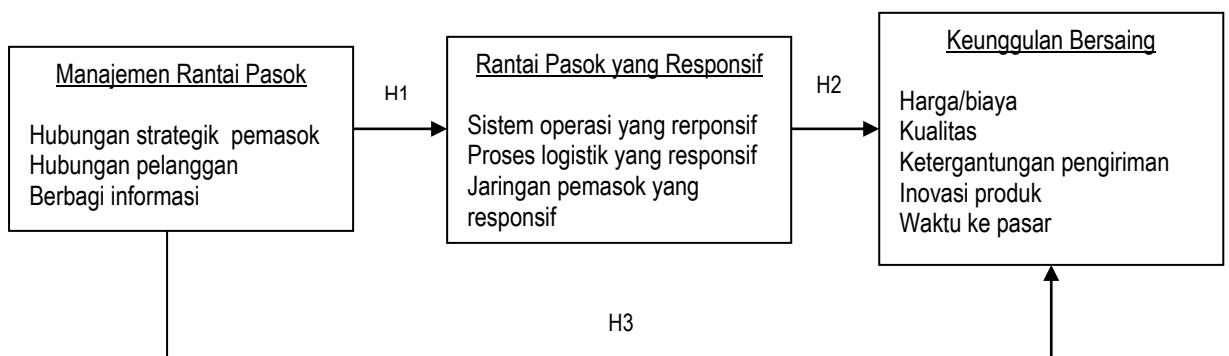 Manajemen Rantai Pasok
Hubungan strategik pemasok
Hubungan pelanggan
Berbagi informasi
H1
Rantai Pasok yang Responsif
Sistem operasi yang rerponsif
Proses logistik yang responsif
Jaringan pemasok yang
responsif
H2
Keunggulan Bersaing
Harga/biaya
Kualitas
Ketergantungan pengiriman
Inovasi produk
Waktu ke pasar
H3